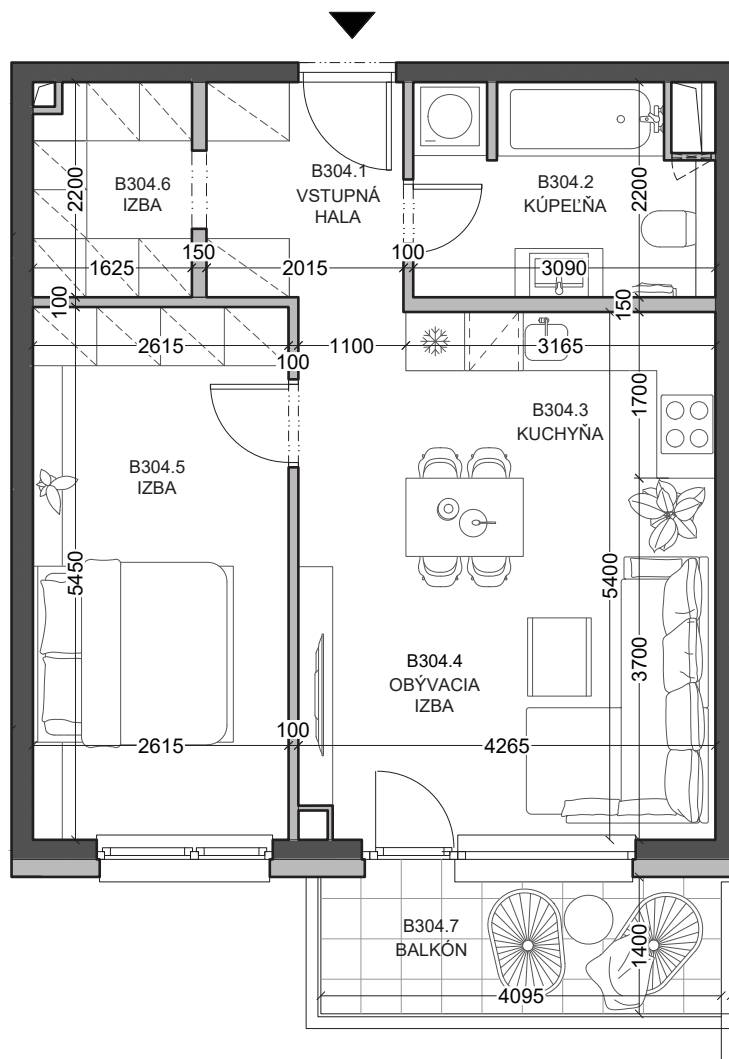 B304.6
IZBA
B304.1
VSTUPNÁ
HALA
B304.2
KÚPEĽŇA
2200
2200
150
100
1625
2015
3090
100
150
2615
100
1100
3165
B304.3
KUCHYŇA
1700
B304.5
IZBA
5450
5400
B304.4
OBÝVACIA
IZBA
3700
2615
100
4265
B304.7
BALKÓN
1400
4095